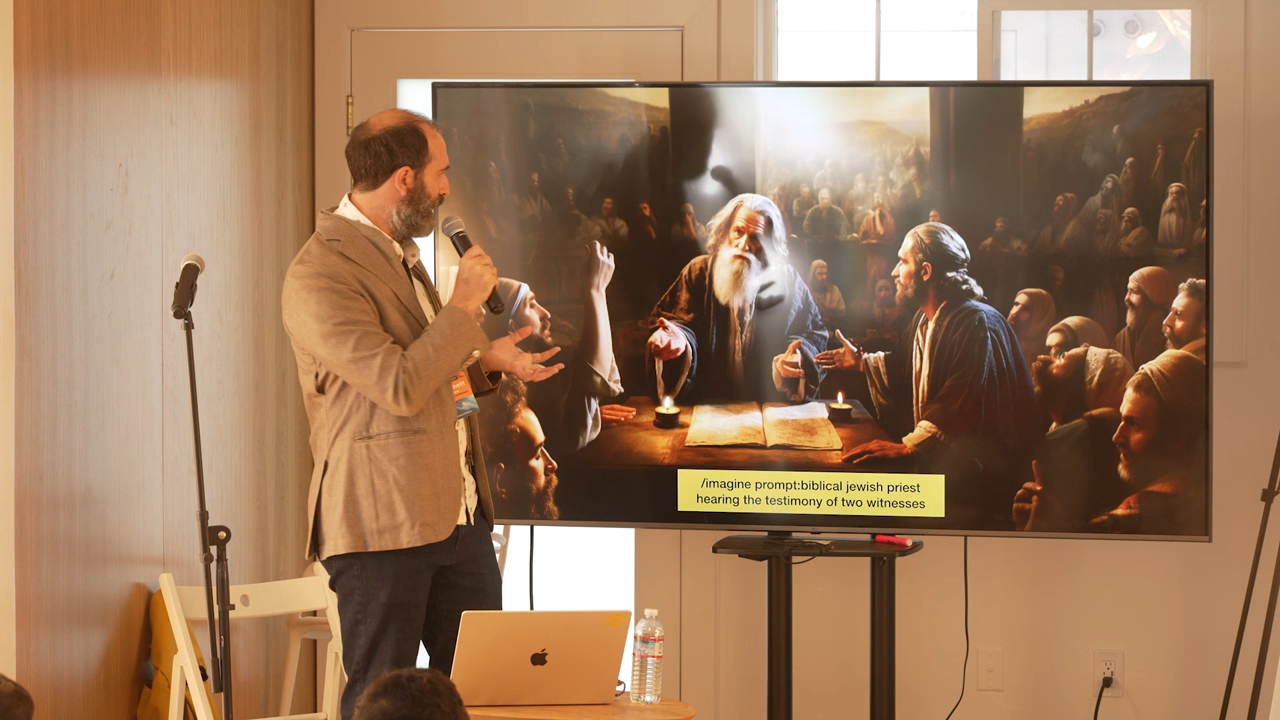 /imagine prompt:biblical jewish priest
hearing the testimony of two witnesses